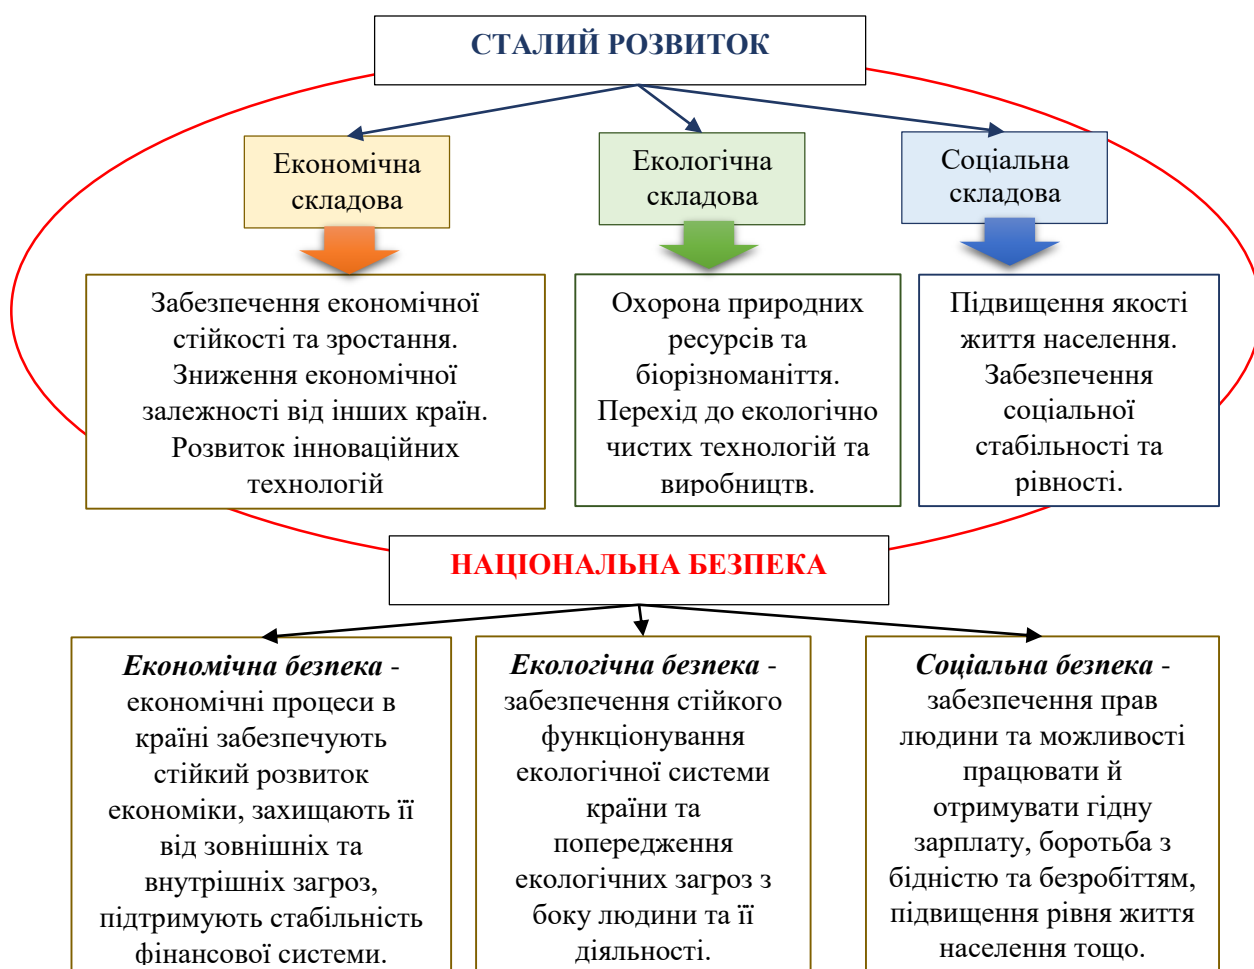 СТАЛИЙ РОЗВИТОК
Економічна
складова
Екологічна
складова
Соціальна
складова
Забезпечення економічної
стійкості та зростання.
Зниження економічної
залежності від інших країн.
Розвиток інноваційних
технологій
Охорона природних
ресурсів та
біорізноманіття.
Перехід до екологічно
чистих технологій та
виробництв.
Підвищення якості
життя населення.
Забезпечення
соціальної
стабільності та
рівності.
НАЦІОНАЛЬНА БЕЗПЕКА
Економічна безпека -
економічні процеси в
країні забезпечують
стійкий розвиток
економіки, захищають її
від зовнішніх та
внутрішніх загроз,
підтримують стабільність
фінансової системи.
Екологічна безпека -
забезпечення стійкого
функціонування
екологічної системи
країни та
попередження
екологічних загроз з
боку людини та її
діяльності.
Соціальна безпека -
забезпечення прав
людини та можливості
працювати й
отримувати гідну
зарплату, боротьба з
бідністю та безробіттям,
підвищення рівня життя
населення тощо.